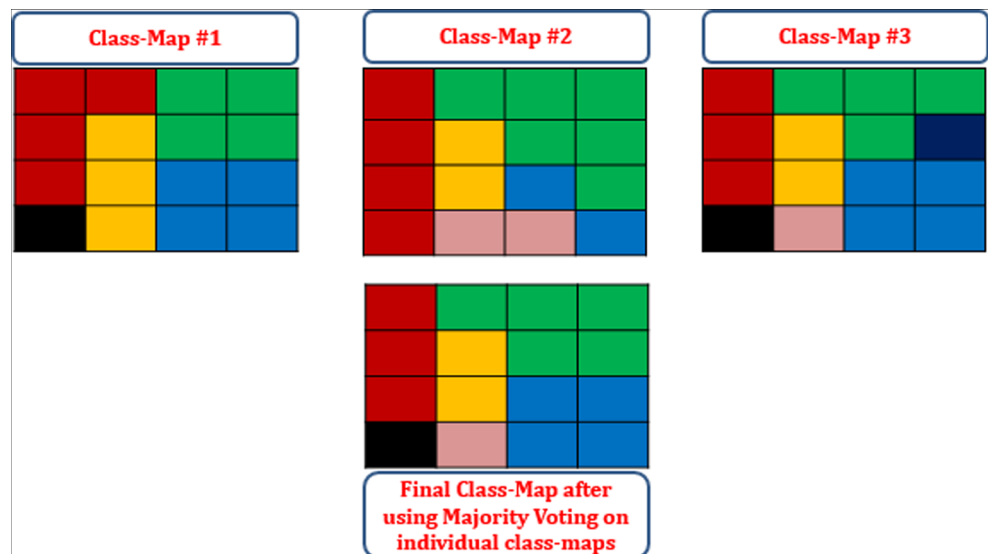 Class-Map #1
Class-Map #2
Class-Map #3
Final Class-Map after
using Majority Voting on
individual class-maps